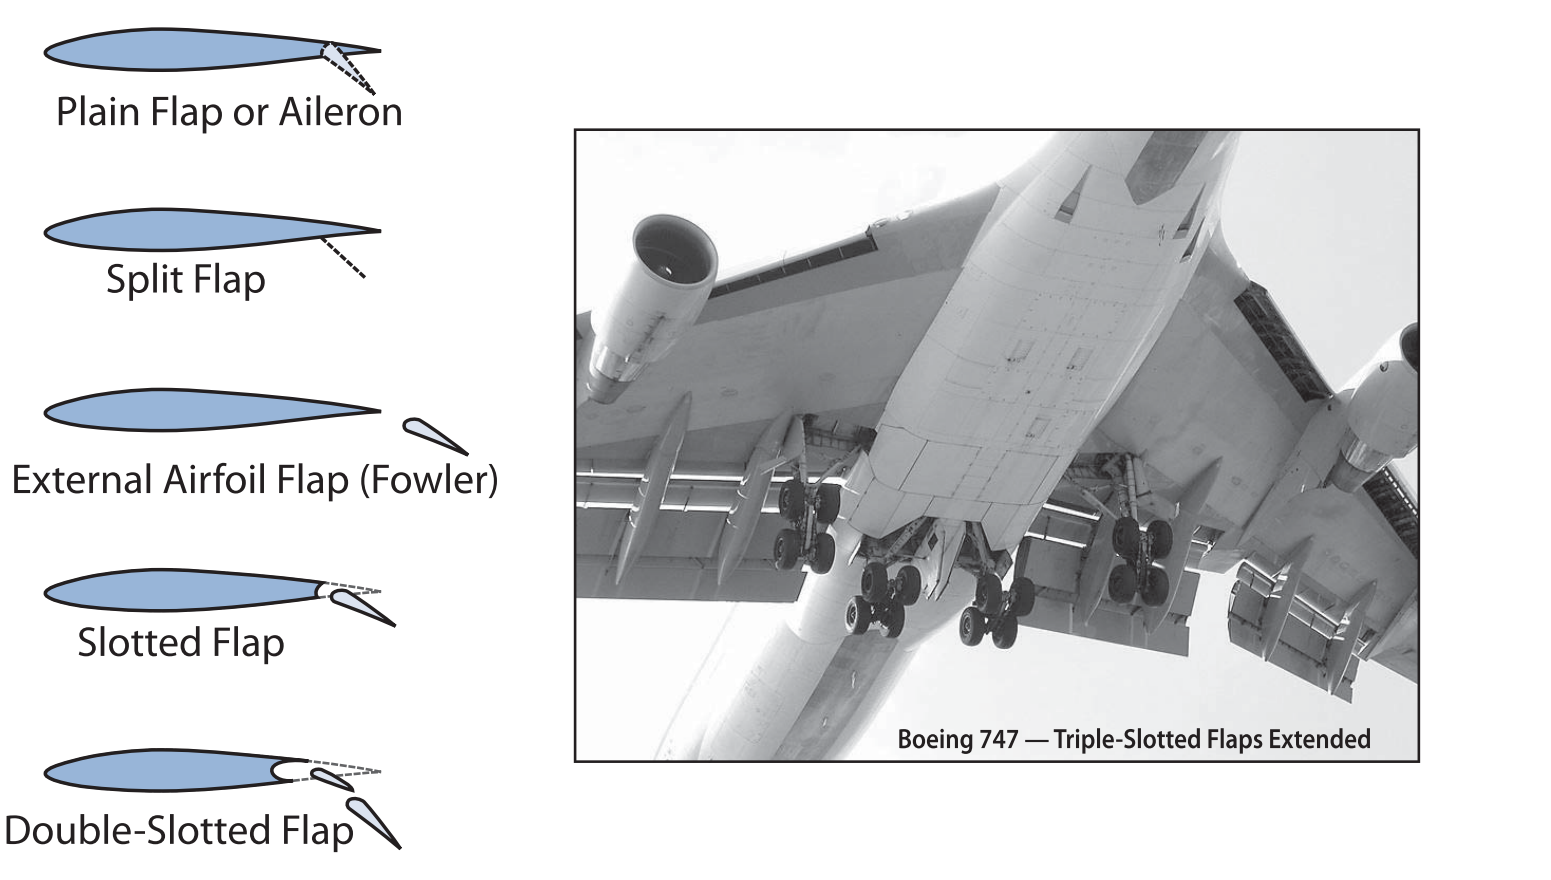 Plain Flap or Aileron
Split Flap
External Airfoil Flap (Fowler)
Slotted Flap
Double-Slotted Flap
Boeing 747 — Triple-Slotted Flaps Extended